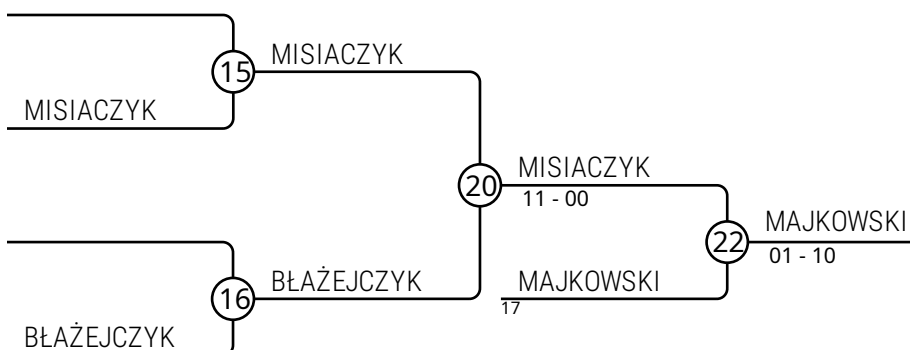 MISIACZYK
15
MISIACZYK
MISIACZYK
20
11 - 00
MAJKOWSKI
22
01 - 10
MAJKOWSKI
17
BŁAŻEJCZYK
16
BŁAŻEJCZYK